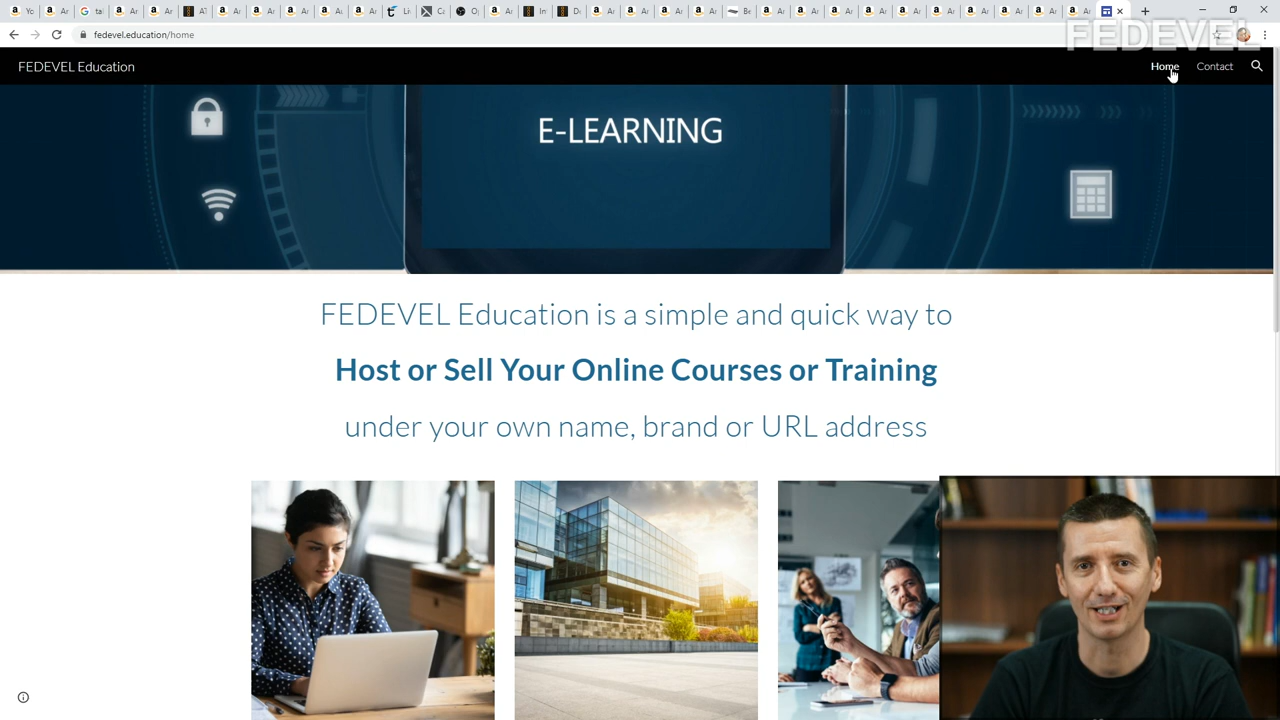 fedevel.education/home
FEDEVEL
FEDEVEL Education
Home
Contact
E-LEARNING
FEDEVEL Education is a simple and quick way to
Host or Sell Your Online Courses or Training
under your own name, brand or URL address